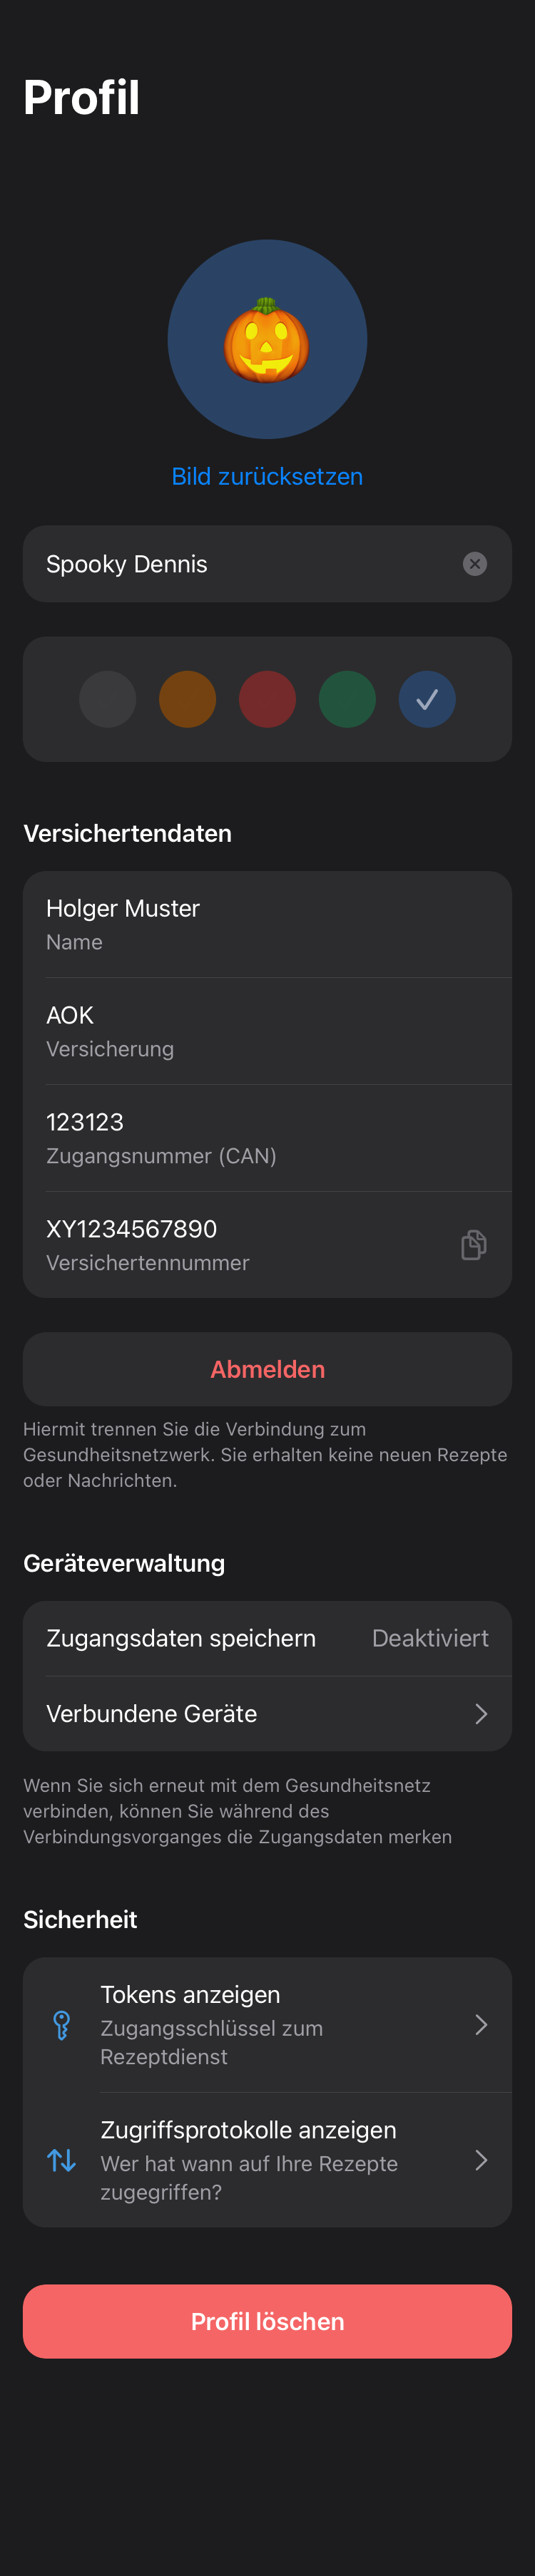 Profil
Bild zurücksetzen
Spooky Dennis
Versichertendaten
Holger Muster
Name
AOK
Versicherung
123123
Zugangsnummer (CAN)
XY1234567890
Versichertennummer
Abmelden
Hiermit trennen Sie die Verbindung zum
Gesundheitsnetzwerk. Sie erhalten keine neuen Rezepte
oder Nachrichten.
Geräteverwaltung
Zugangsdaten speichern Deaktiviert
Verbundene Geräte
Wenn Sie sich erneut mit dem Gesundheitsnetz
verbinden, können Sie während des
Verbindungsvorganges die Zugangsdaten merken
Sicherheit
Tokens anzeigen
Zugangsschlüssel zum
Rezeptdienst
Zugriffsprotokolle anzeigen
Wer hat wann auf Ihre Rezepte
zugegriffen?
Profil löschen